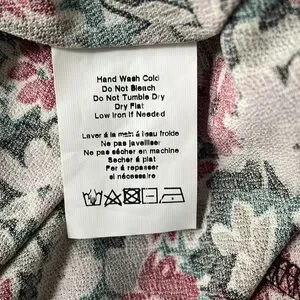 Hand Wash Cold
Do Not Bleach
Do Not Tumble Dry
Dry Flat
Low Iron if Needed
Laver á la main á l'eau froide
Ne pas javelliser
Ne pas sécher en machine
Secher á plat
Fer á repasser
si nécessaire